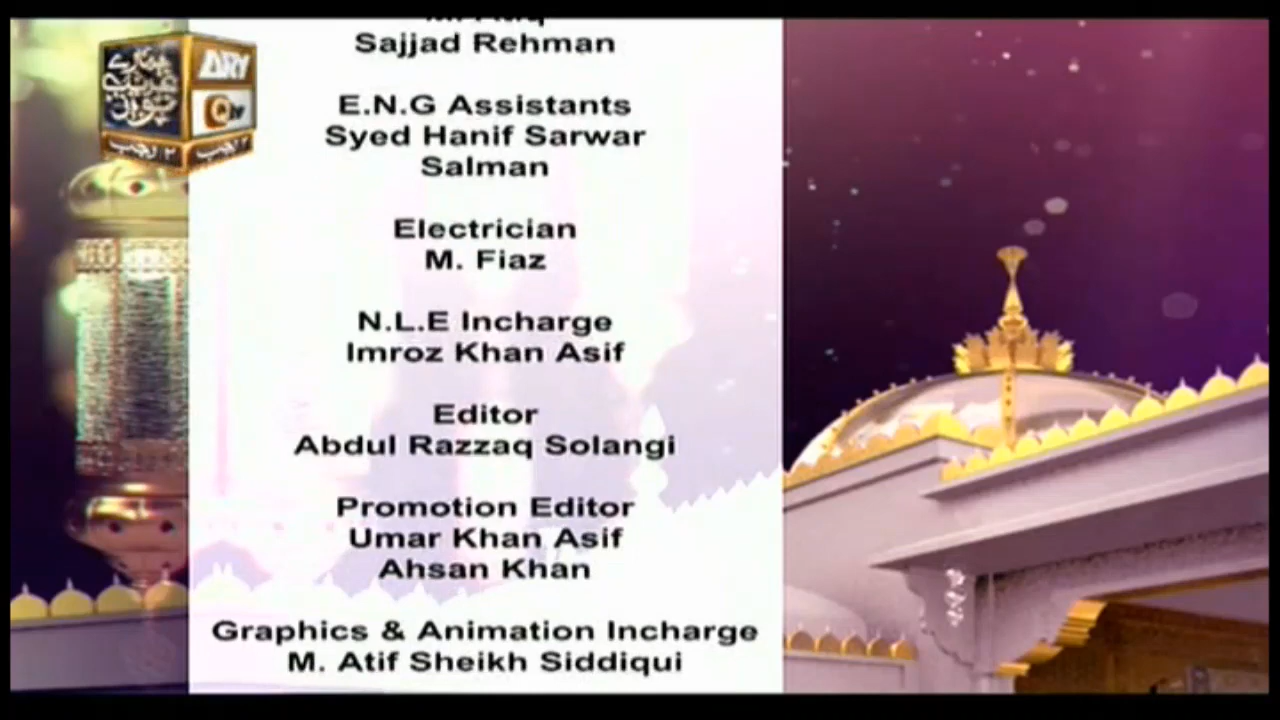 ARY
Qtv
Sajjad Rehman
E.N.G Assistants
Syed Hanif Sarwar
Salman
Electrician
M. Fiaz
N.L.E Incharge
Imroz Khan Asif
Editor
Abdul Razzaq Solangi
Promotion Editor
Umar Khan Asif
Ahsan Khan
Graphics & Animation Incharge
M. Atif Sheikh Siddiqui